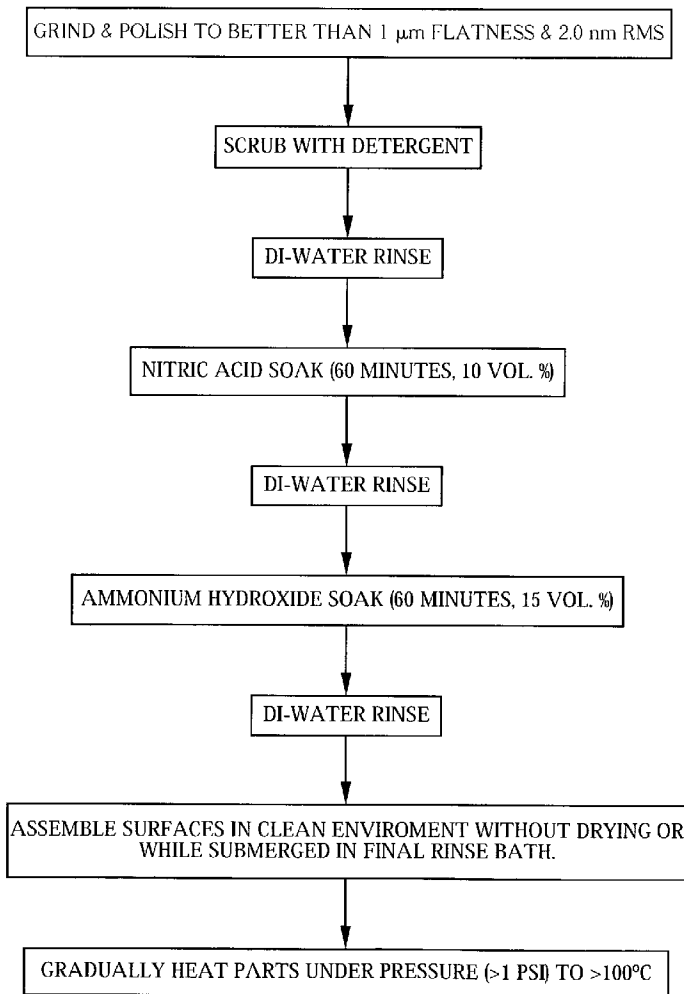 GRIND & POLISH TO BETTER THAN 1 µm FLATNESS & 2.0 nm RMS
SCRUB WITH DETERGENT
DI-WATER RINSE
NITRIC ACID SOAK (60 MINUTES, 10 VOL. %)
DI-WATER RINSE
AMMONIUM HYDROXIDE SOAK (60 MINUTES, 15 VOL. %)
DI-WATER RINSE
ASSEMBLE SURFACES IN CLEAN ENVIROMENT WITHOUT DRYING OR
WHILE SUBMERGED IN FINAL RINSE BATH.
GRADUALLY HEAT PARTS UNDER PRESSURE (>1 PSI) TO >100°C